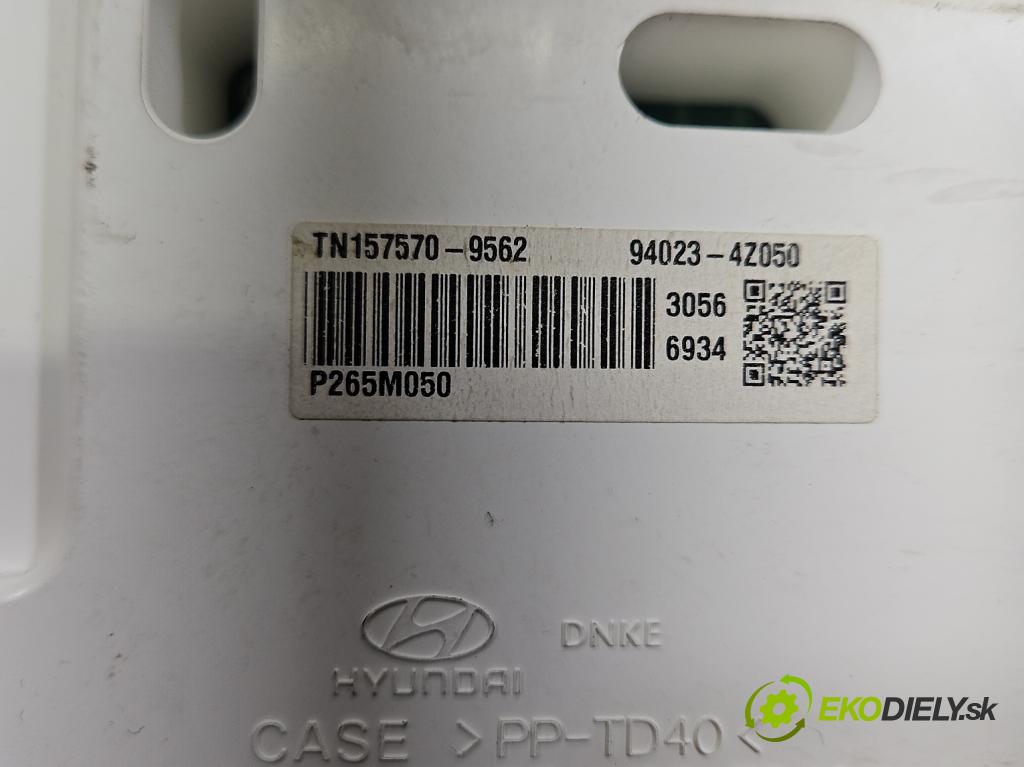 TN157570-9562 94023-4Z050
3056
6934
P265M050
DNKE
HYUNDAI
CASE >PP-TD40<
EKODIELY.sk